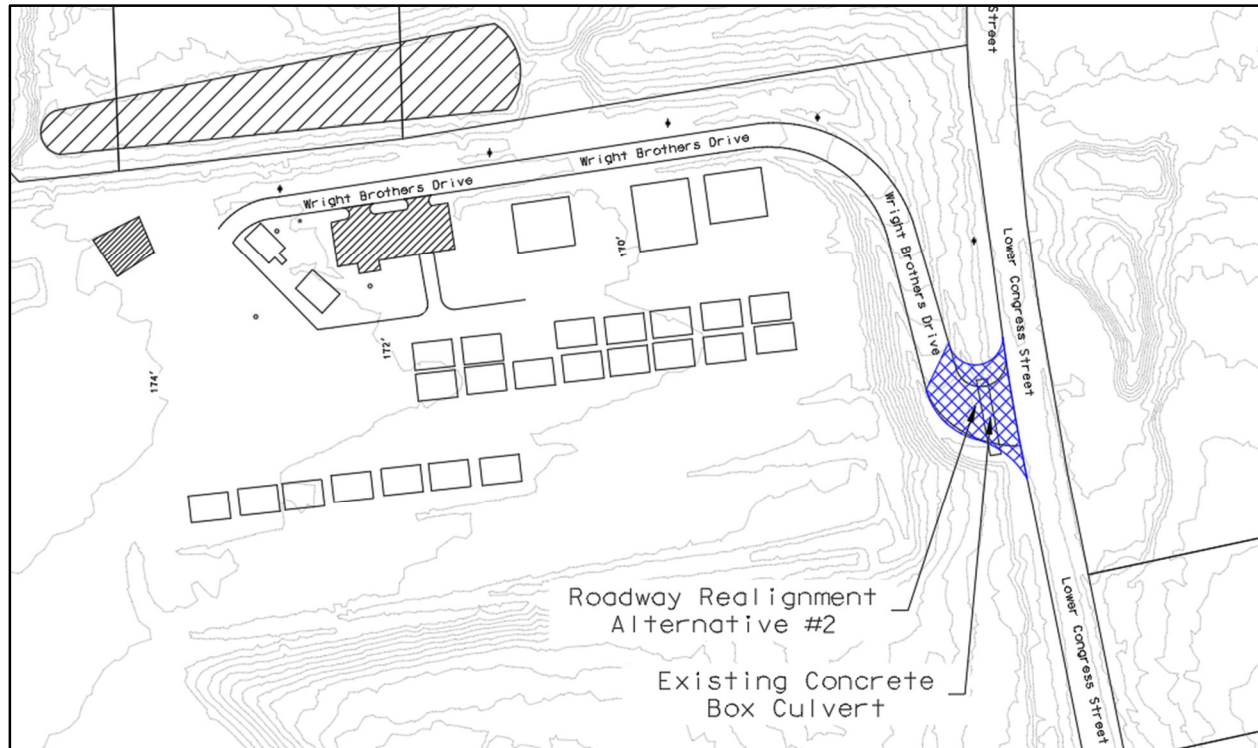 Street
Wright Brothers Drive
Wright Brothers Drive
Wright Brothers Drive
Lower Congress Street
170'
172'
174'
Roadway Realignment
Alternative #2
Existing Concrete
Box Culvert
Lower Congress Street